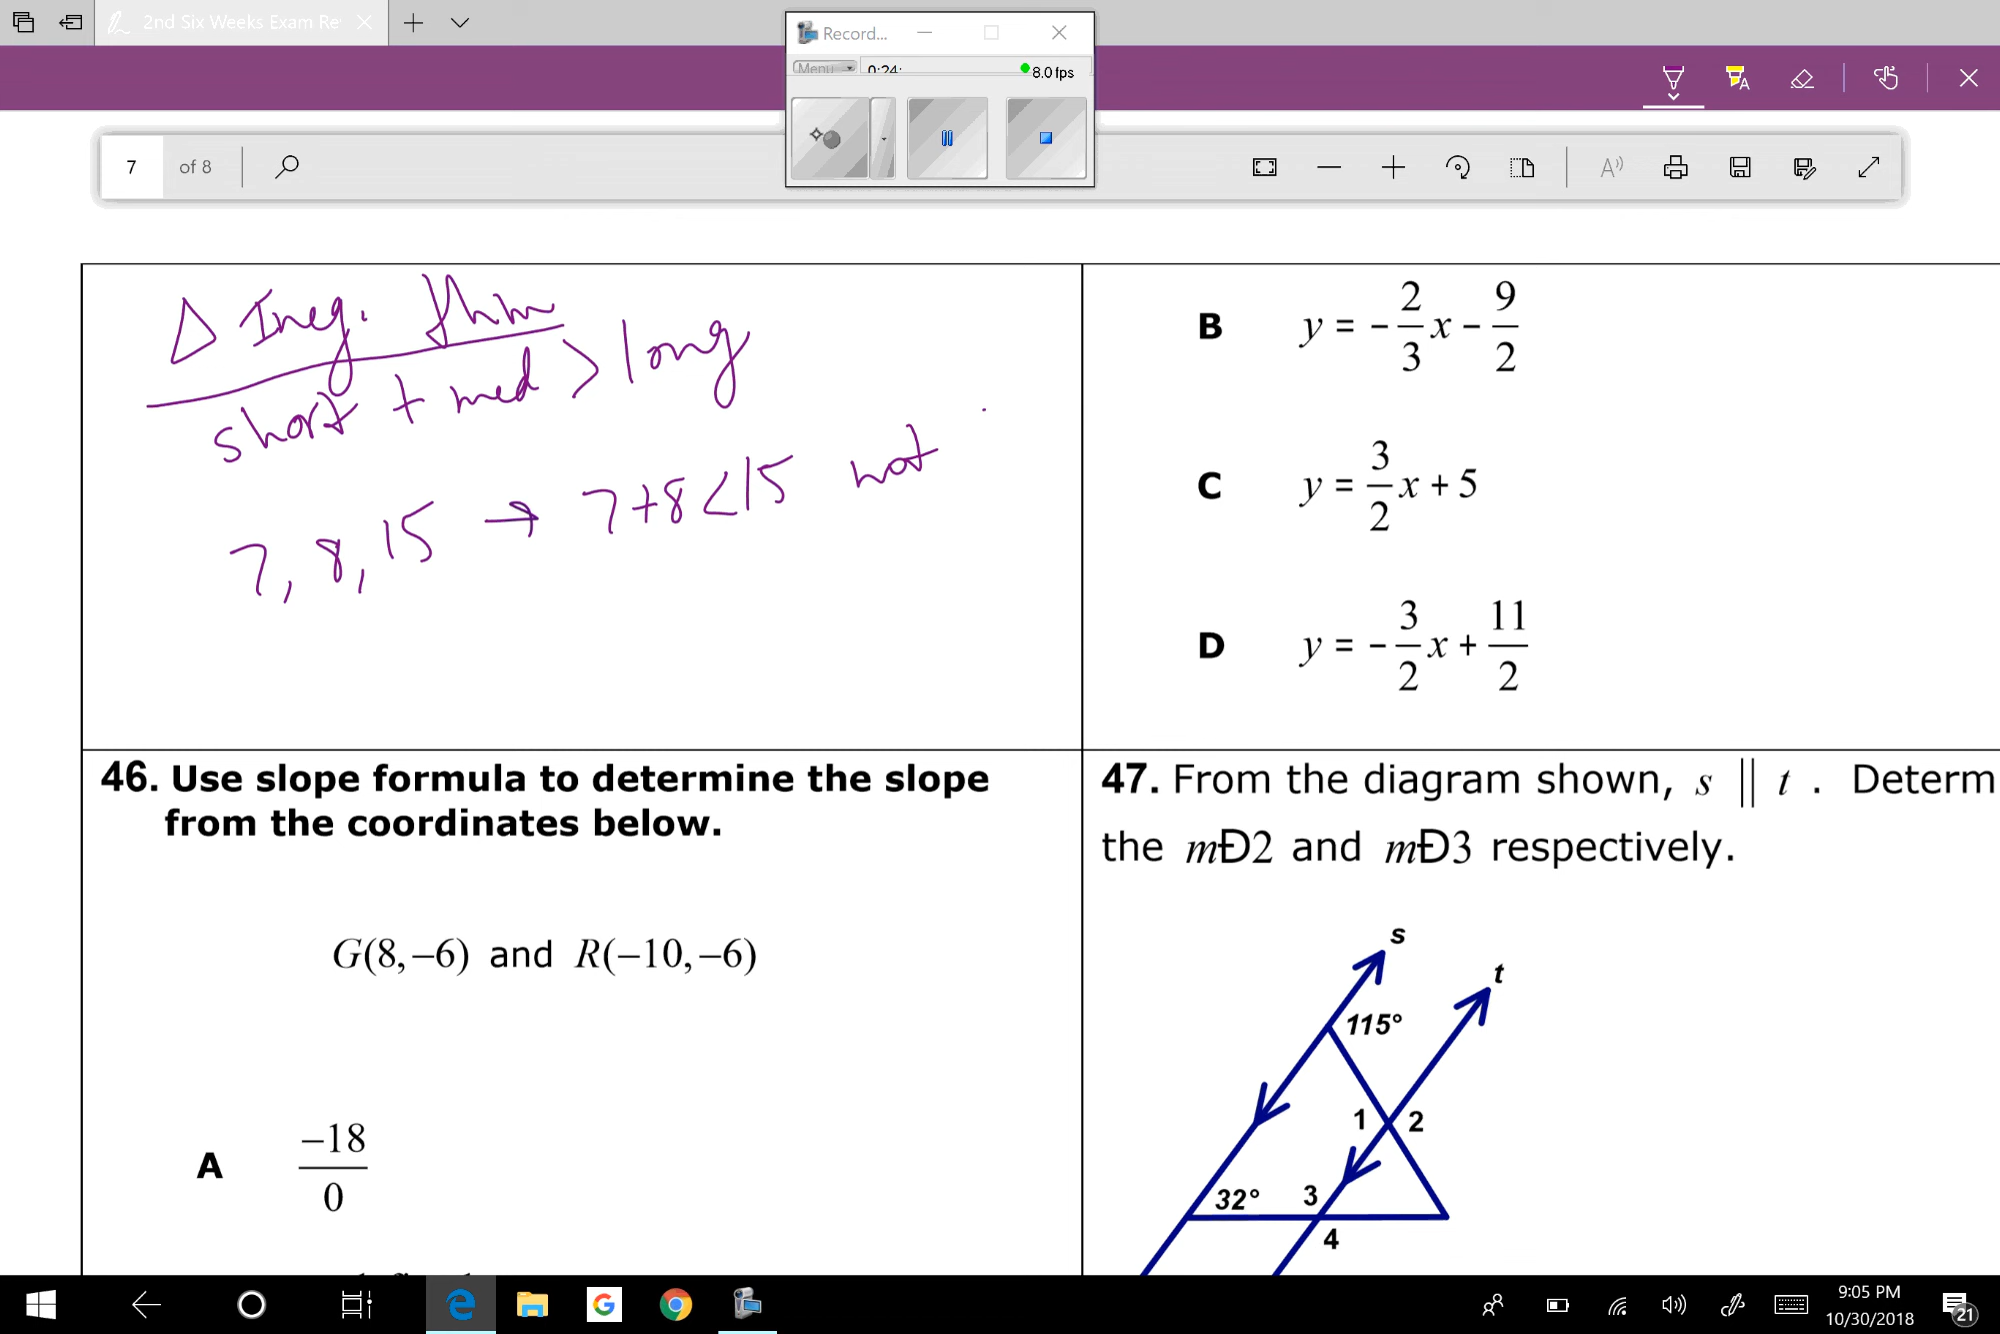 2nd Six Weeks Exam Re
Record...
Menu
0:24:
8.0 fps
7 of 8
Δ Ineq. thm
short + med > long
7, 8, 15 → 7+8<15 not
B y = -2/3 x - 9/2
C y = 3/2 x + 5
D y = -3/2 x + 11/2
46. Use slope formula to determine the slope
from the coordinates below.
G(8, –6) and R(–10, –6)
A –18/0
47. From the diagram shown, s || t . Determ
the mĐ2 and mĐ3 respectively.
s
t
115°
1 2
32° 3
4
9:05 PM
10/30/2018
21